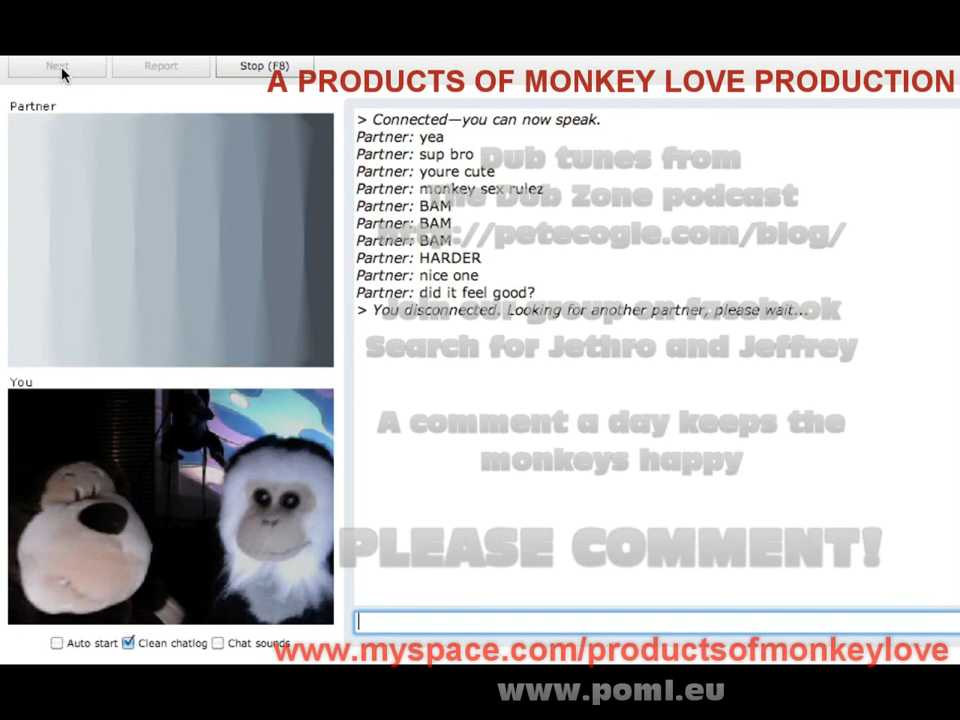 Next
Report
Stop (F8)
A PRODUCTS OF MONKEY LOVE PRODUCTION
Partner
> Connected—you can now speak.
Partner: yea
Partner: sup bro
Partner: youre cute
Partner: monkey sex rulez
Partner: BAM
Partner: BAM
Partner: BAM
Partner: HARDER
Partner: nice one
Partner: did it feel good?
> You disconnected. Looking for another partner, please wait...
Dub tunes from
The Dub Zone podcast
http://petecogle.com/blog/
Join our group on facebook
Search for Jethro and Jeffrey
A comment a day keeps the
monkeys happy
PLEASE COMMENT!
You
Auto start
Clean chatlog
Chat sounds
www.myspace.com/productsofmonkeylove
www.poml.eu